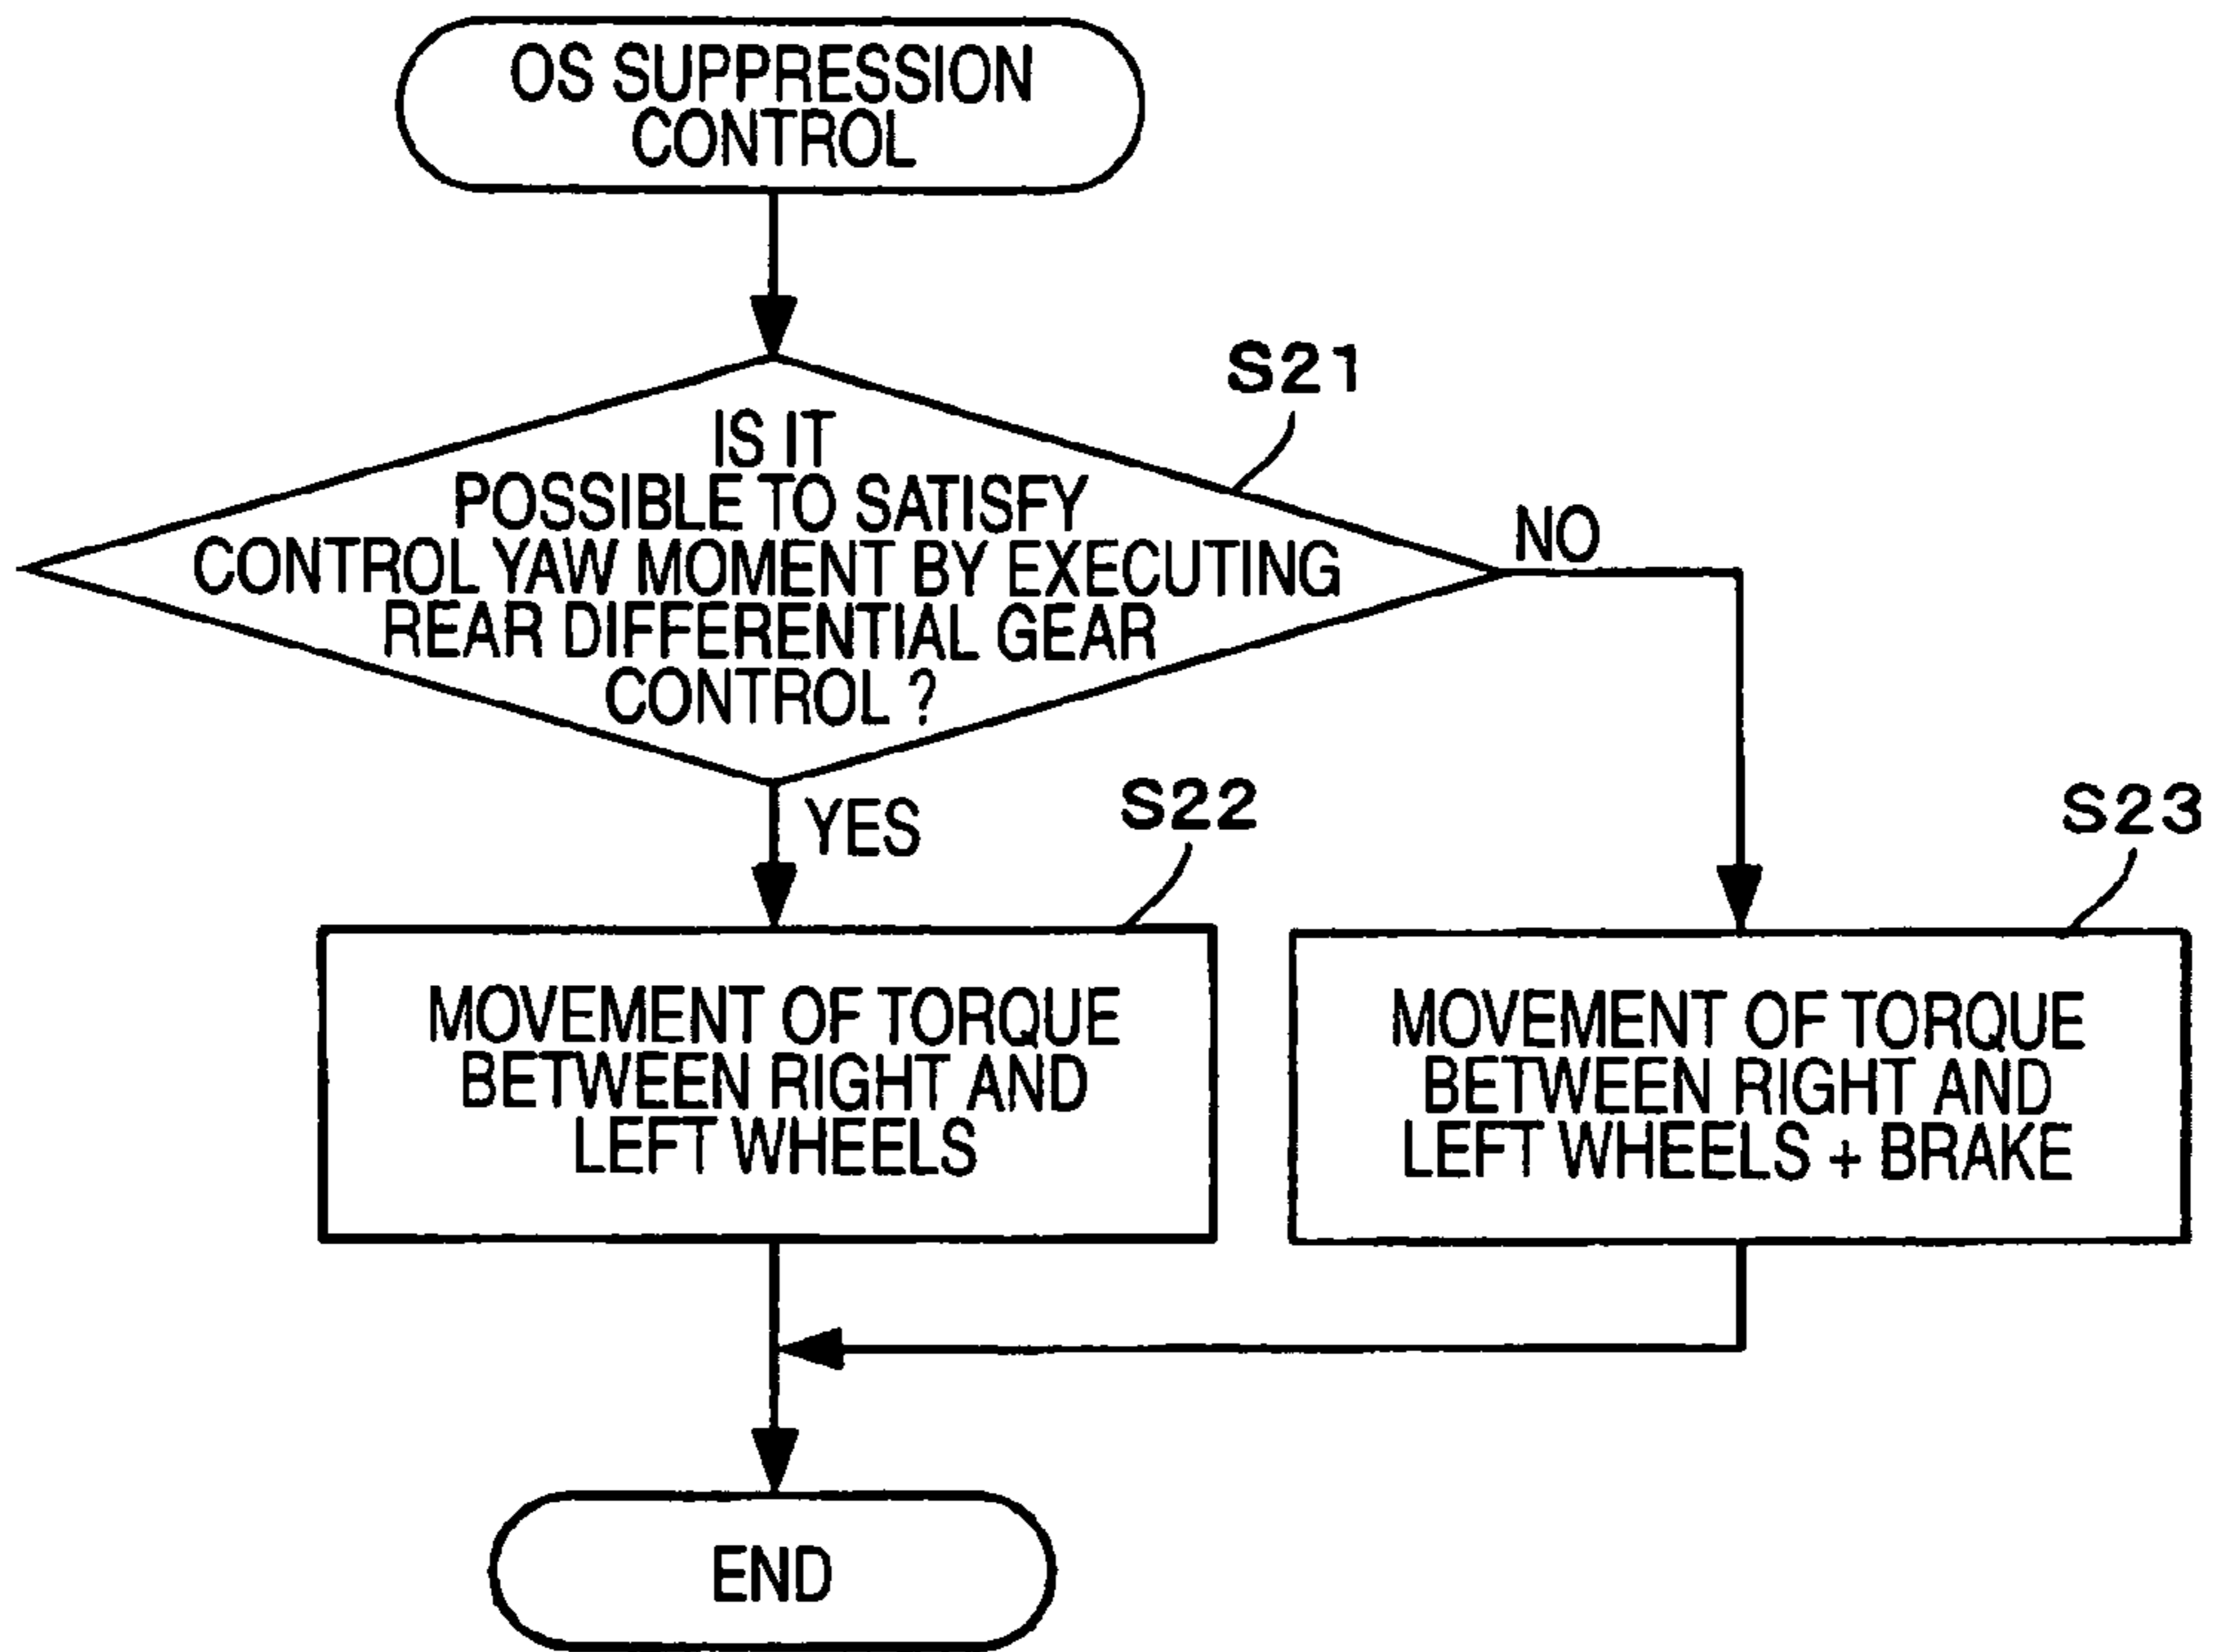 OS SUPPRESSION
CONTROL
S21
IS IT
POSSIBLE TO SATISFY
CONTROL YAW MOMENT BY EXECUTING
REAR DIFFERENTIAL GEAR
CONTROL ?
NO
YES
S22
MOVEMENT OF TORQUE
BETWEEN RIGHT AND
LEFT WHEELS
S23
MOVEMENT OF TORQUE
BETWEEN RIGHT AND
LEFT WHEELS + BRAKE
END